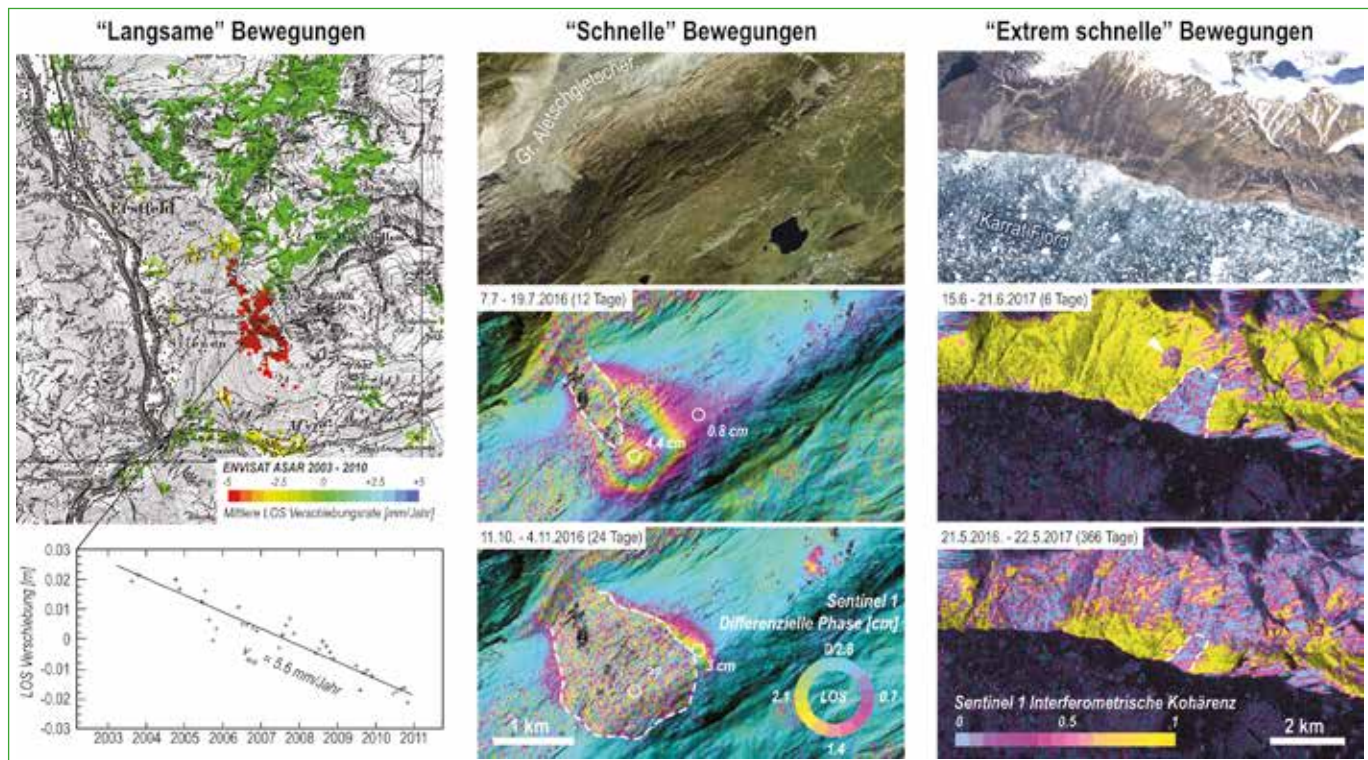 “Langsame” Bewegungen
Erstfeld
ENVISAT ASAR 2003 - 2010
-5 -2.5 0 +2.5 +5
Mittlere LOS Verschiebungsrate [mm/Jahr]
LOS Verschiebung [m]
0.03
0.02
0.01
0
-0.01
-0.02
-0.03
= 5.6 mm/Jahr
2003 2004 2005 2006 2007 2008 2009 2010 2011
“Schnelle” Bewegungen
Gr. Aletschgletscher
7.7 - 19.7.2016 (12 Tage)
4.4 cm
0.8 cm
11.10. - 4.11.2016 (24 Tage)
Sentinel 1
Differenzielle Phase [cm]
3 cm
0/2.8
2.1
LOS
0.7
1.4
1 km
“Extrem schnelle” Bewegungen
Karrat Fjord
15.6 - 21.6.2017 (6 Tage)
21.5.2016. - 22.5.2017 (366 Tage)
Sentinel 1 Interferometrische Kohärenz
0 0.5 1
2 km